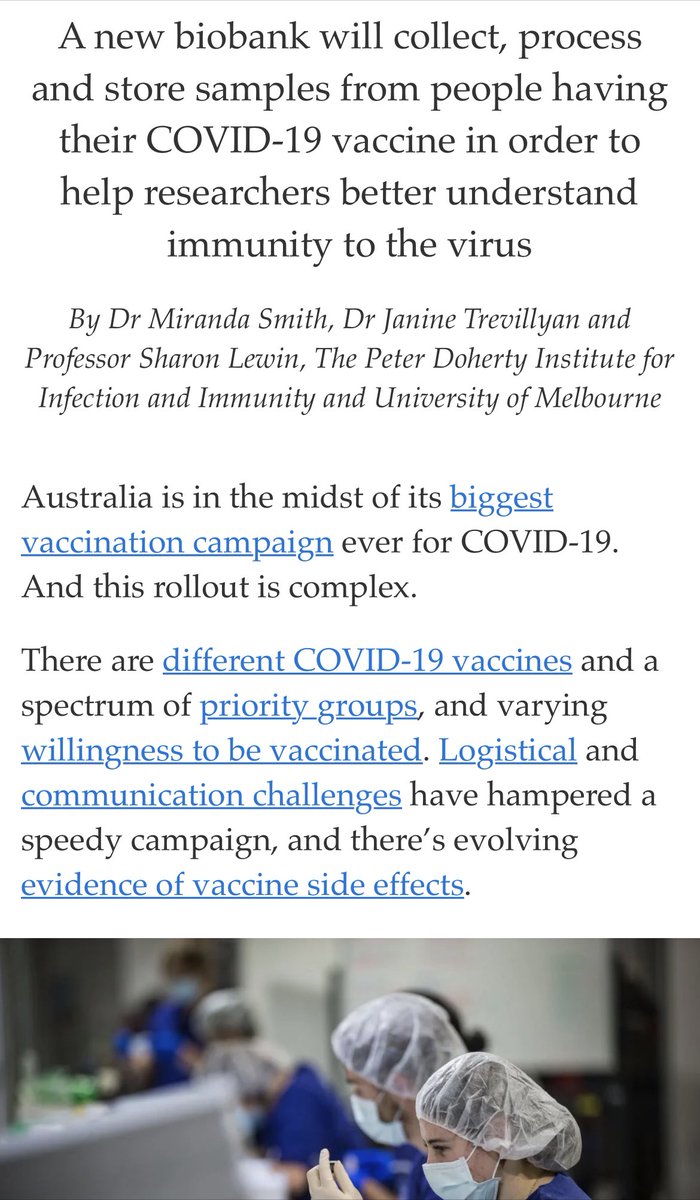 A new biobank will collect, process
and store samples from people having
their COVID-19 vaccine in order to
help researchers better understand
immunity to the virus
By Dr Miranda Smith, Dr Janine Trevillyan and
Professor Sharon Lewin, The Peter Doherty Institute for
Infection and Immunity and University of Melbourne
Australia is in the midst of its biggest
vaccination campaign ever for COVID-19.
And this rollout is complex.
There are different COVID-19 vaccines and a
spectrum of priority groups, and varying
willingness to be vaccinated. Logistical and
communication challenges have hampered a
speedy campaign, and there’s evolving
evidence of vaccine side effects.